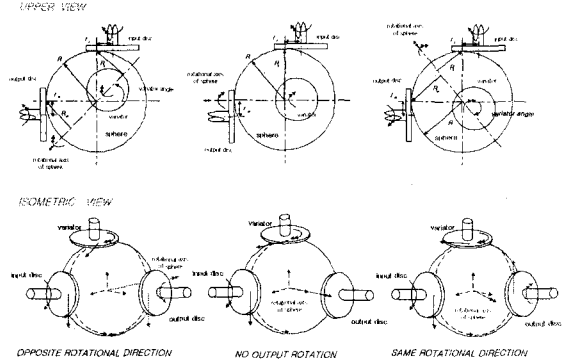 UPPER VIEW
input disc
output disc
variator angle
variator
sphere
rotational axis
of sphere
input disc
rotational axis
of sphere
variator
output disc
sphere
rotational axis
of sphere
input disc
output disc
variator
variator angle
sphere
ISOMETRIC VIEW
variator
rotational axis
of sphere
input disc
output disc
variator
input disc
rotational axis
of sphere
output disc
variator
input disc
rotational axis
of sphere
output disc
OPPOSITE ROTATIONAL DIRECTION
NO OUTPUT ROTATION
SAME ROTATIONAL DIRECTION